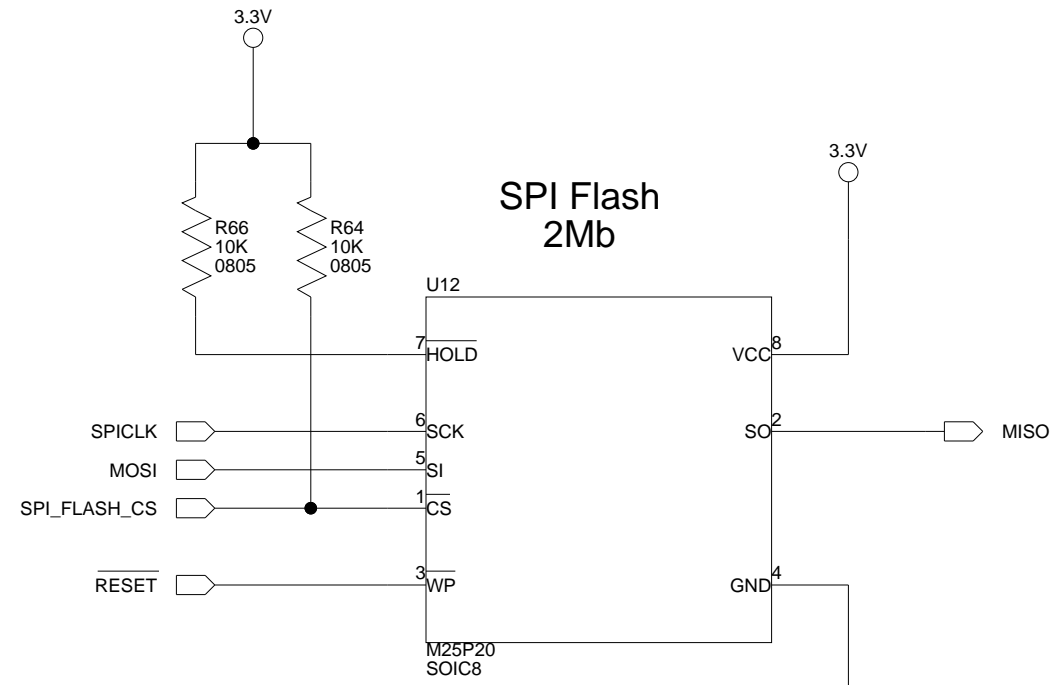 3.3V
3.3V
SPI Flash
2Mb
R66
10K
0805
R64
10K
0805
U12
7
HOLD
VCC
8
SPICLK
6
SCK
SO
2
MISO
MOSI
5
SI
SPI_FLASH_CS
1
CS
RESET
3
WP
GND
4
M25P20
SOIC8